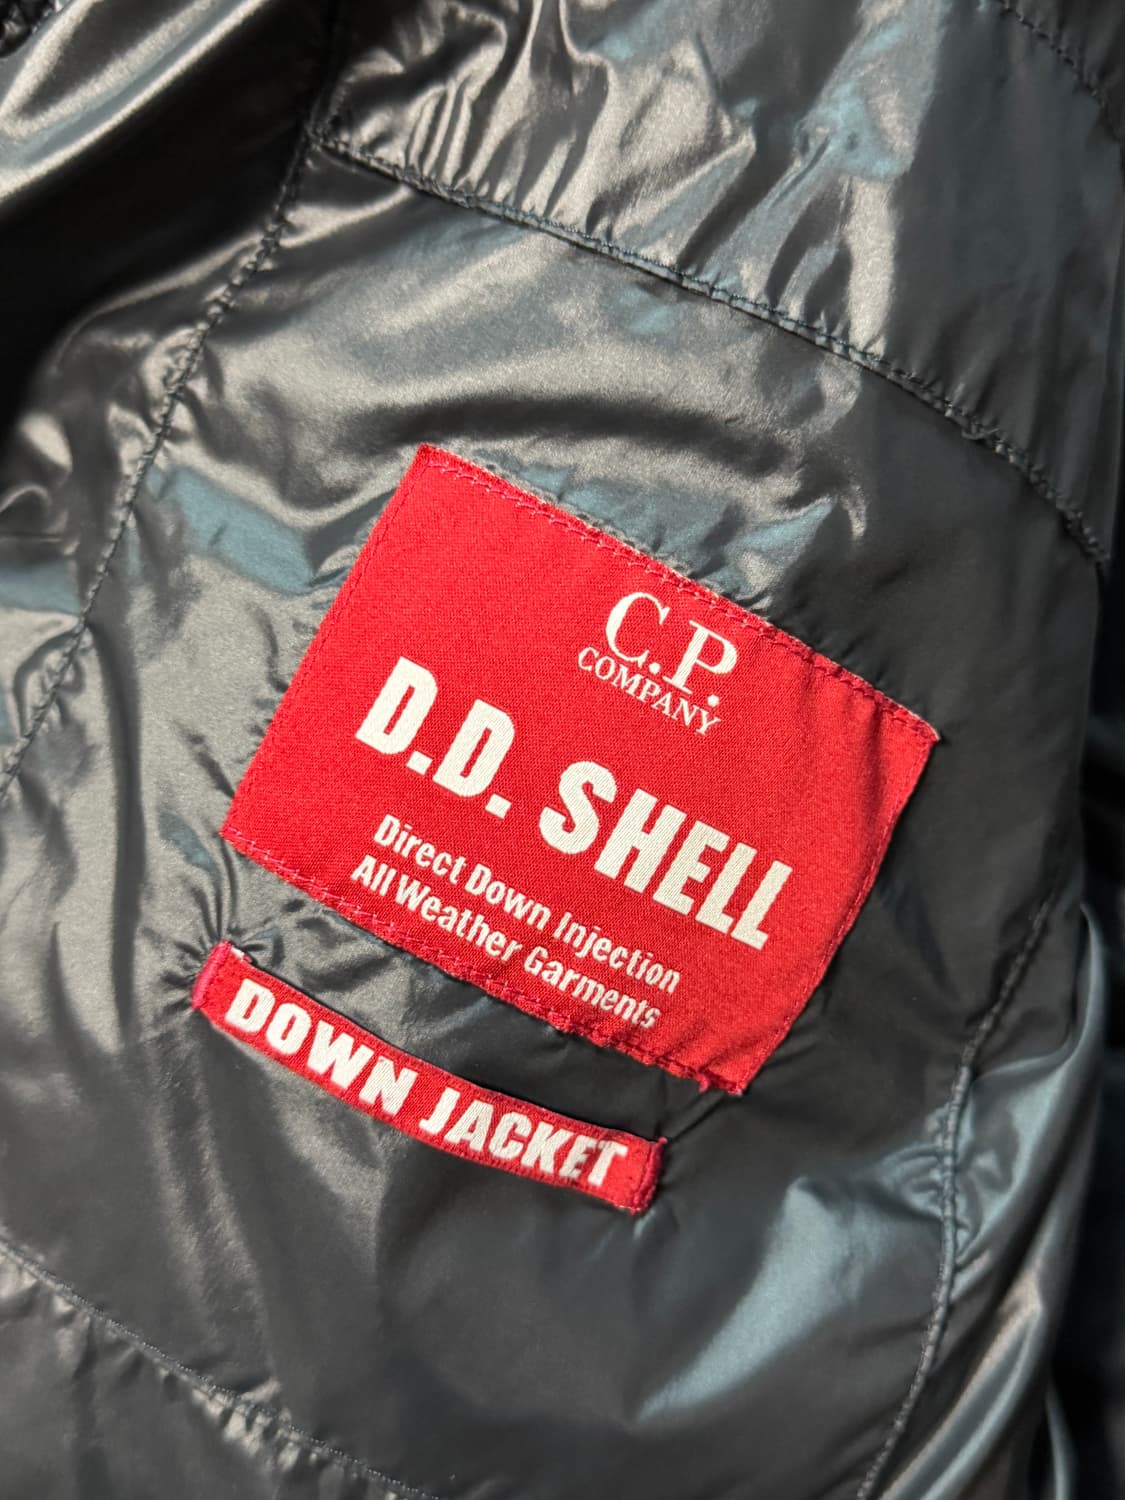 C.P.
COMPANY
D.D. SHELL
Direct Down Injection
All Weather Garments
DOWN JACKET